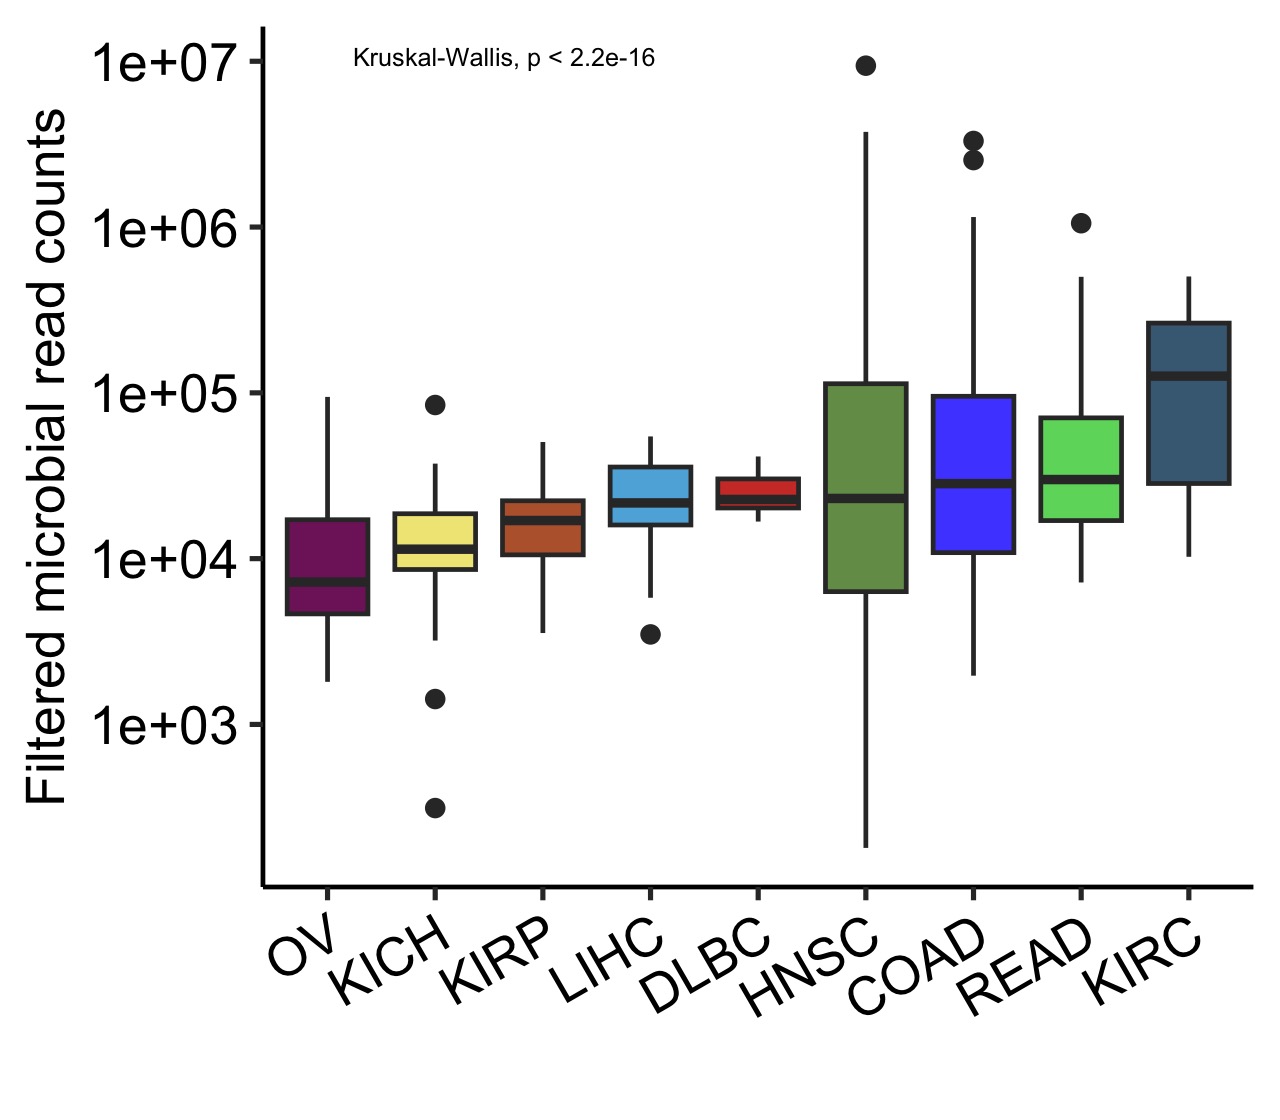 Kruskal-Wallis, p < 2.2e-16
Filtered microbial read counts
1e+07
1e+06
1e+05
1e+04
1e+03
OV
KICH
KIRP
LIHC
DLBC
HNSC
COAD
READ
KIRC